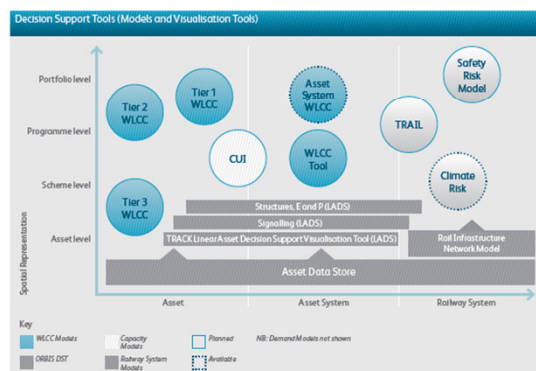 Decision Support Tools (Models and Visualisation Tools)
Portfolio level
Programme level
Scheme level
Asset level
Spatial Representation
Tier 2
WLCC
Tier 1
WLCC
Asset
System
WLCC
Safety
Risk
Model
TRAIL
CUI
WLCC
Tool
Climate
Risk
Tier 3
WLCC
Structures, E and P (LADS)
Signalling (LADS)
TRACK Linear Asset Decision Support Visualisation Tool (LADS)
Rail Infrastructure
Network Model
Asset Data Store
Asset
Asset System
Railway System
Key
WLCC Models
Capacity
Models
Planned
NB: Demand Models not shown
ORBIS DST
Railway System
Models
Available